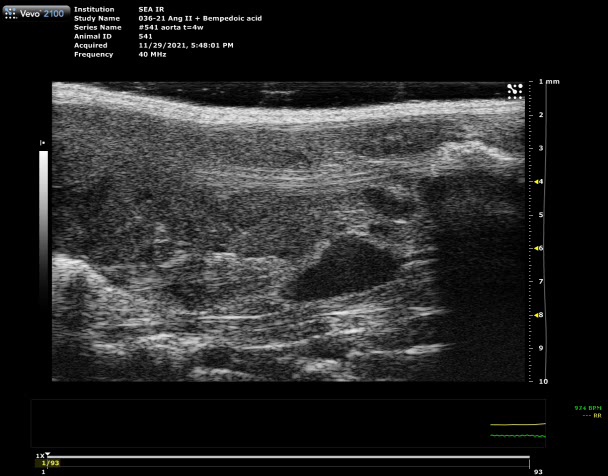 Vevo 2100
Institution SEA IR
Study Name 036-21 Ang II + Bempedoic acid
Series Name #541 aorta t=4w
Animal ID 541
Acquired 11/29/2021, 5:48:01 PM
Frequency 40 MHz
1 mm
2
3
4
5
6
7
8
9
10
924 BPM
--- RR
1X
1/93
1 93